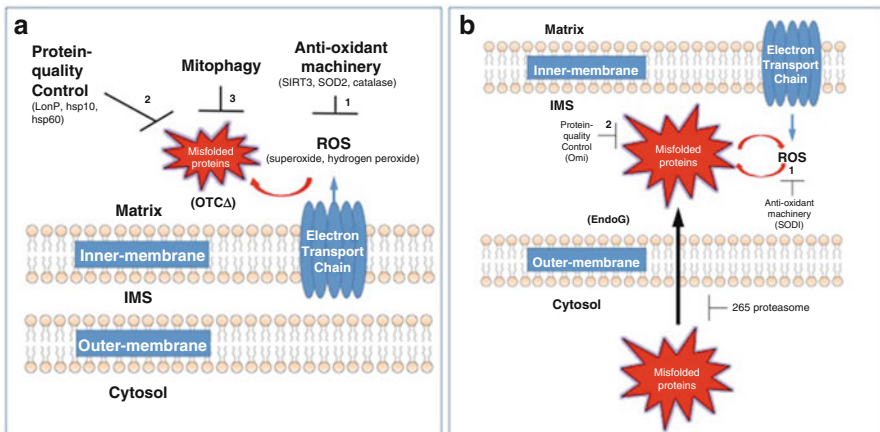 a
Protein-
quality
Control
(LonP, hsp10,
hsp60)
2
Mitophagy
3
Anti-oxidant
machinery
(SIRT3, SOD2, catalase)
1
Misfolded
proteins
(OTCΔ)
ROS
(superoxide, hydrogen peroxide)
Matrix
Electron
Transport
Chain
Inner-membrane
IMS
Outer-membrane
Cytosol
b
Matrix
Inner-membrane
Electron
Transport
Chain
IMS
Protein-
quality
Control
(Omi)
2
Misfolded
proteins
ROS
1
Anti-oxidant
machinery
(SODI)
(EndoG)
Outer-membrane
Cytosol
265 proteasome
Misfolded
proteins